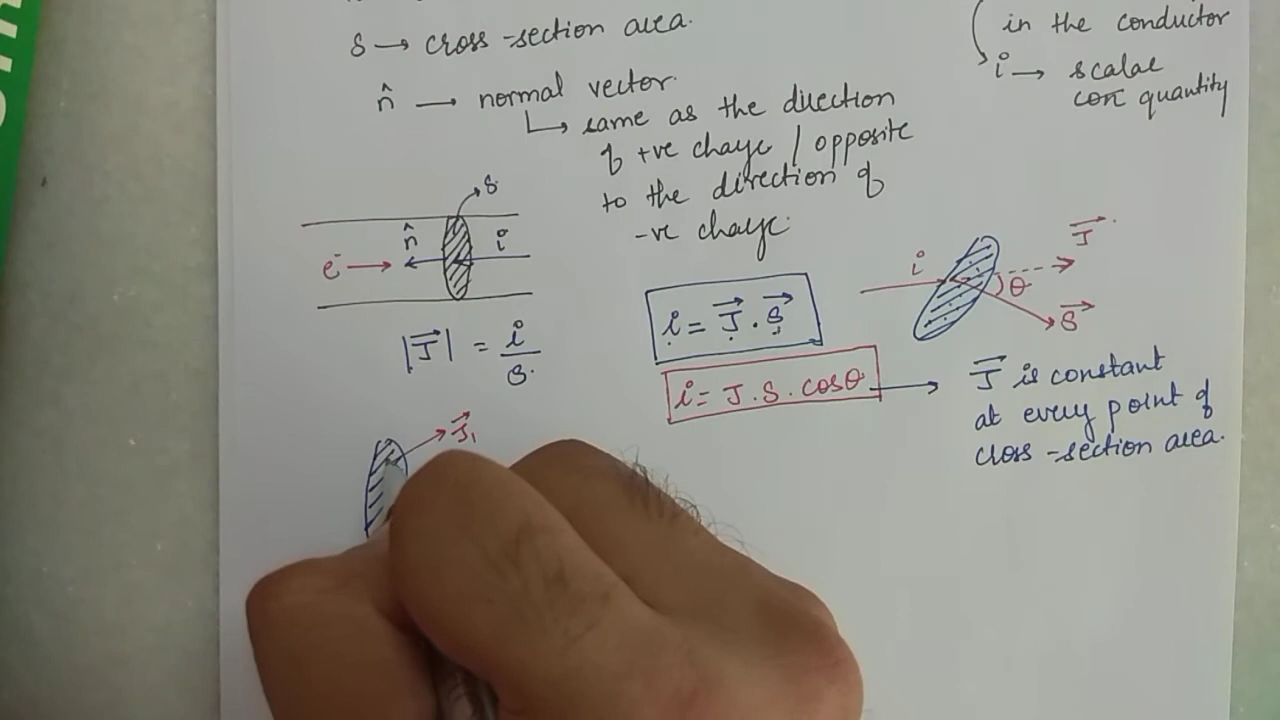 in the conductor
S → cross-section area.
i → scalar
quantity
n̂ → normal vector.
↳ same as the direction
of +ve charge / opposite
to the direction of
-ve charge.
S
n̂
i
e⁻ →
|J⃗| = i/S.
i = J⃗ . S⃗
i = J . S . cosθ →
i
J⃗
θ
S⃗
J⃗ is constant
at every point of
cross-section area.
J⃗₁